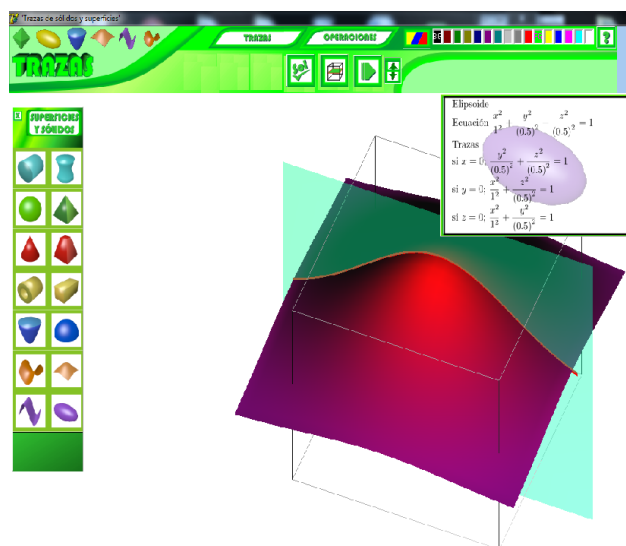 "Trazas de sólidos y superficies"
TRAZAS OPERACIONES
BG
?
TRAZAS
x SUPERFICIES
Y SÓLIDOS
Elipsoide
Ecuación x²/1² + y²/(0.5)² + z²/(0.5)² = 1
Trazas
si x = 0; y²/(0.5)² + z²/(0.5)² = 1
si y = 0; x²/1² + z²/(0.5)² = 1
si z = 0; x²/1² + y²/(0.5)² = 1